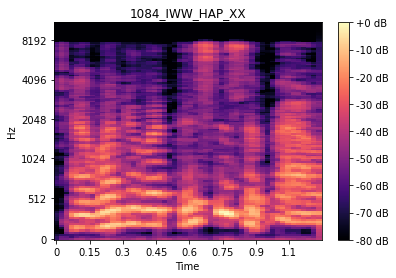 1084_IWW_HAP_XX
+0 dB
8192
-10 dB
4096
-20 dB
-30 dB
2048
Hz
-40 dB
1024
-50 dB
512
-60 dB
-70 dB
0
-80 dB
0 0.15 0.3 0.45 0.6 0.75 0.9 1.1
Time